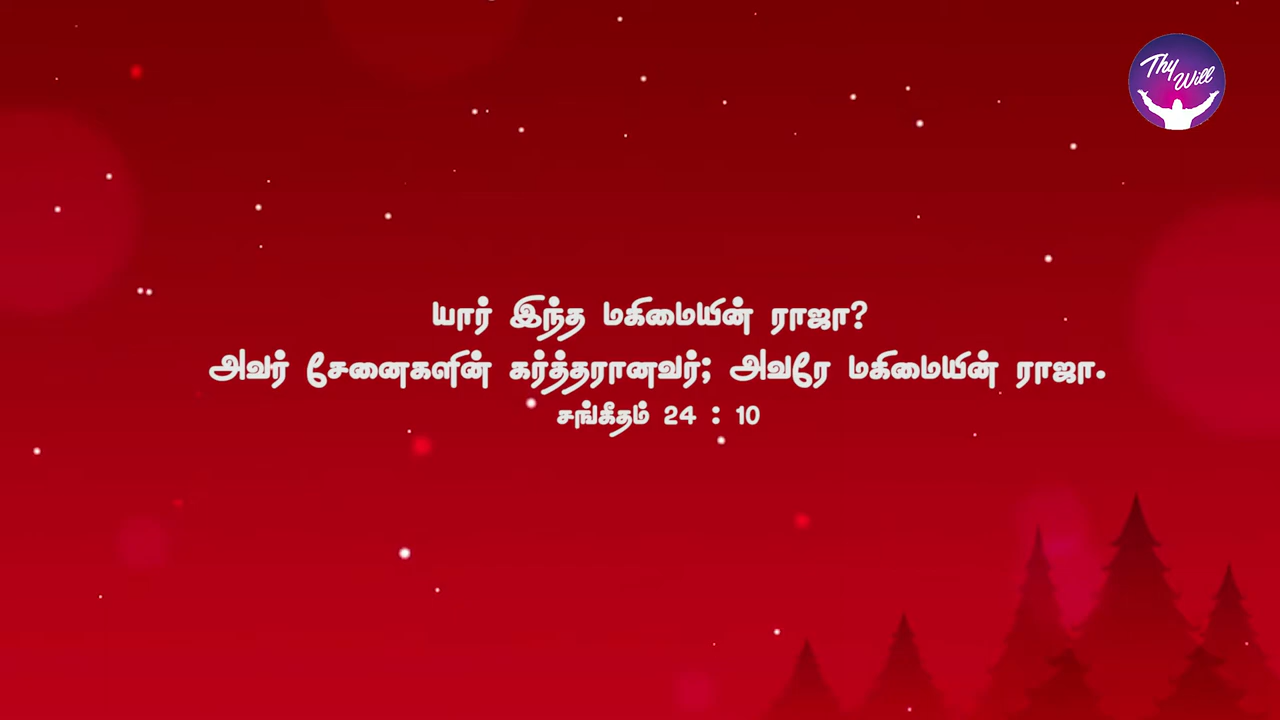 Thy
Will
யார் இந்த மகிமையின் ராஜா?
அவர் சேனைகளின் கர்த்தரானவர்; அவரே மகிமையின் ராஜா.
சங்கீதம் 24 : 10